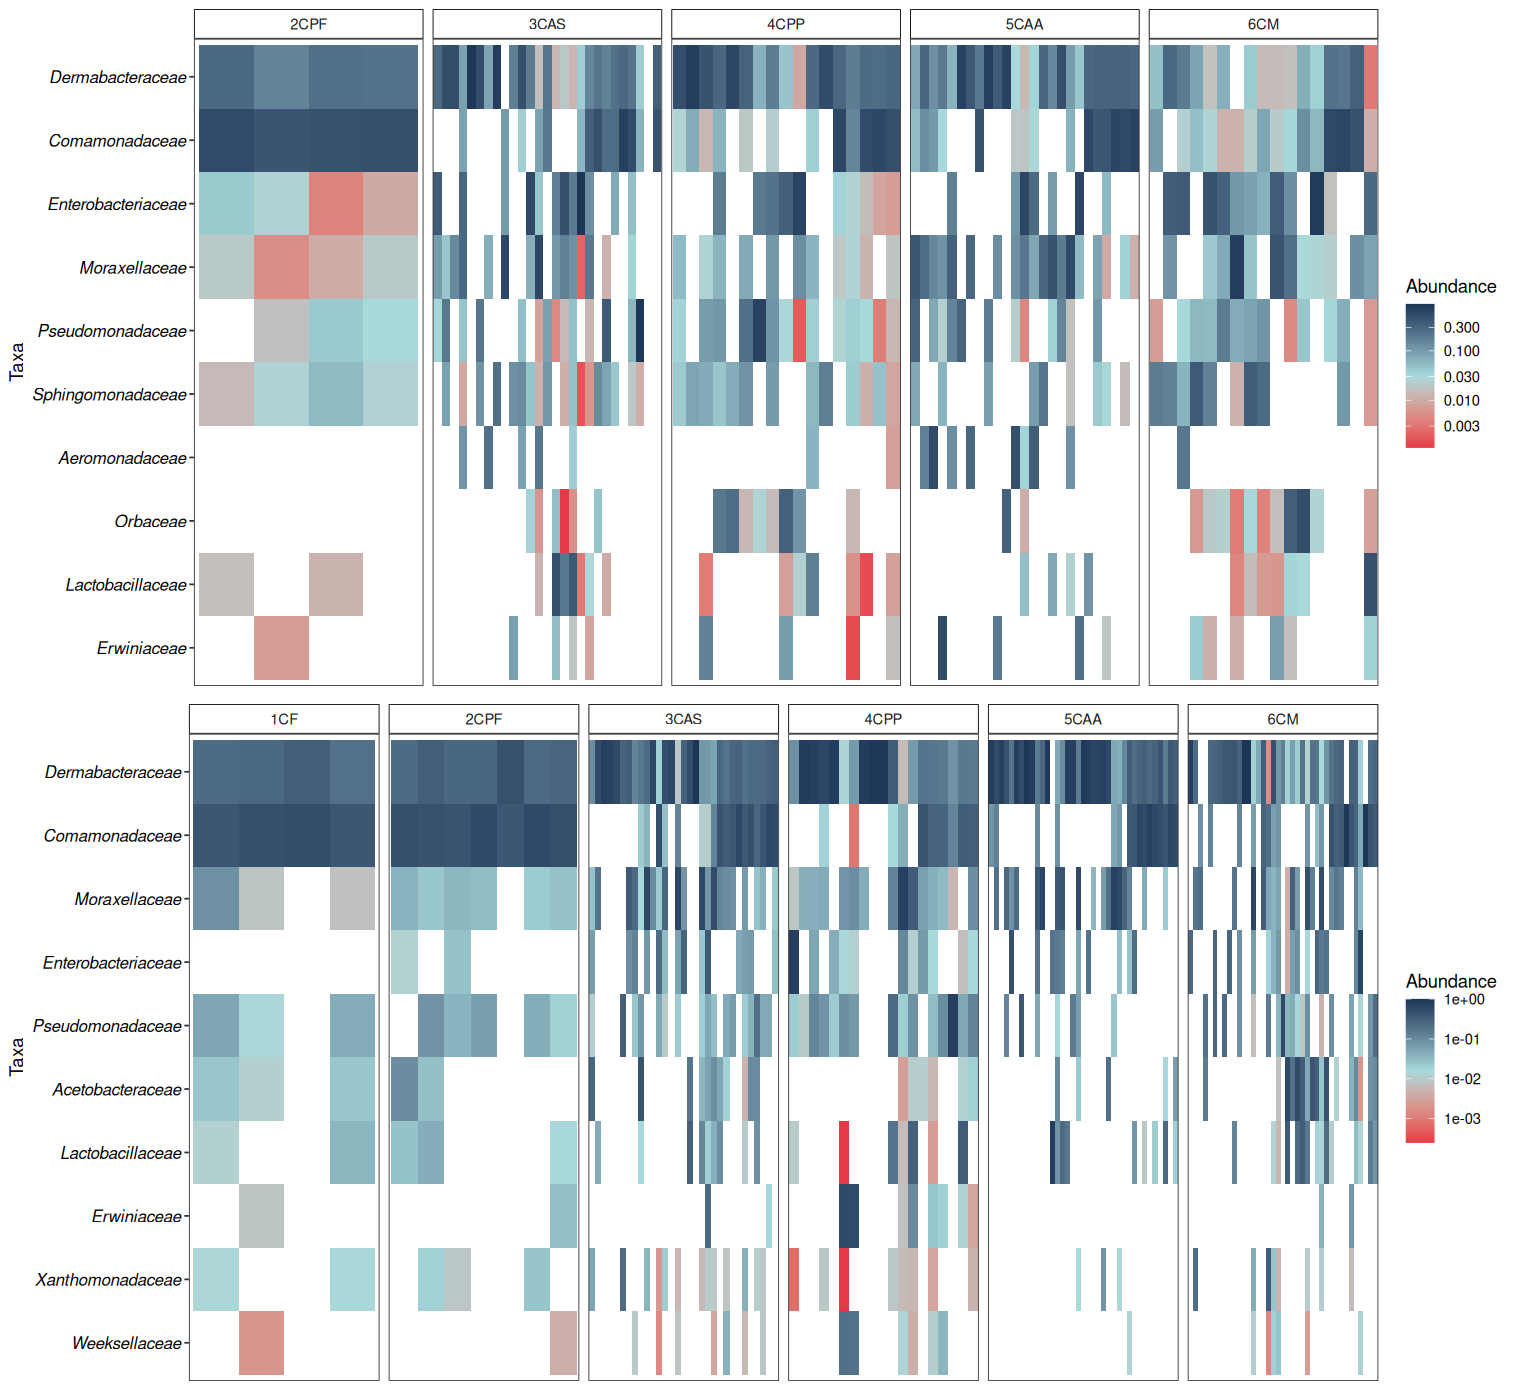 2CPF 3CAS 4CPP 5CAA 6CM
Taxa
Dermabacteraceae
Comamonadaceae
Enterobacteriaceae
Moraxellaceae
Pseudomonadaceae
Sphingomonadaceae
Aeromonadaceae
Orbaceae
Lactobacillaceae
Erwiniaceae
Abundance
0.300
0.100
0.030
0.010
0.003
1CF 2CPF 3CAS 4CPP 5CAA 6CM
Taxa
Dermabacteraceae
Comamonadaceae
Moraxellaceae
Enterobacteriaceae
Pseudomonadaceae
Acetobacteraceae
Lactobacillaceae
Erwiniaceae
Xanthomonadaceae
Weeksellaceae
Abundance
1e+00
1e-01
1e-02
1e-03